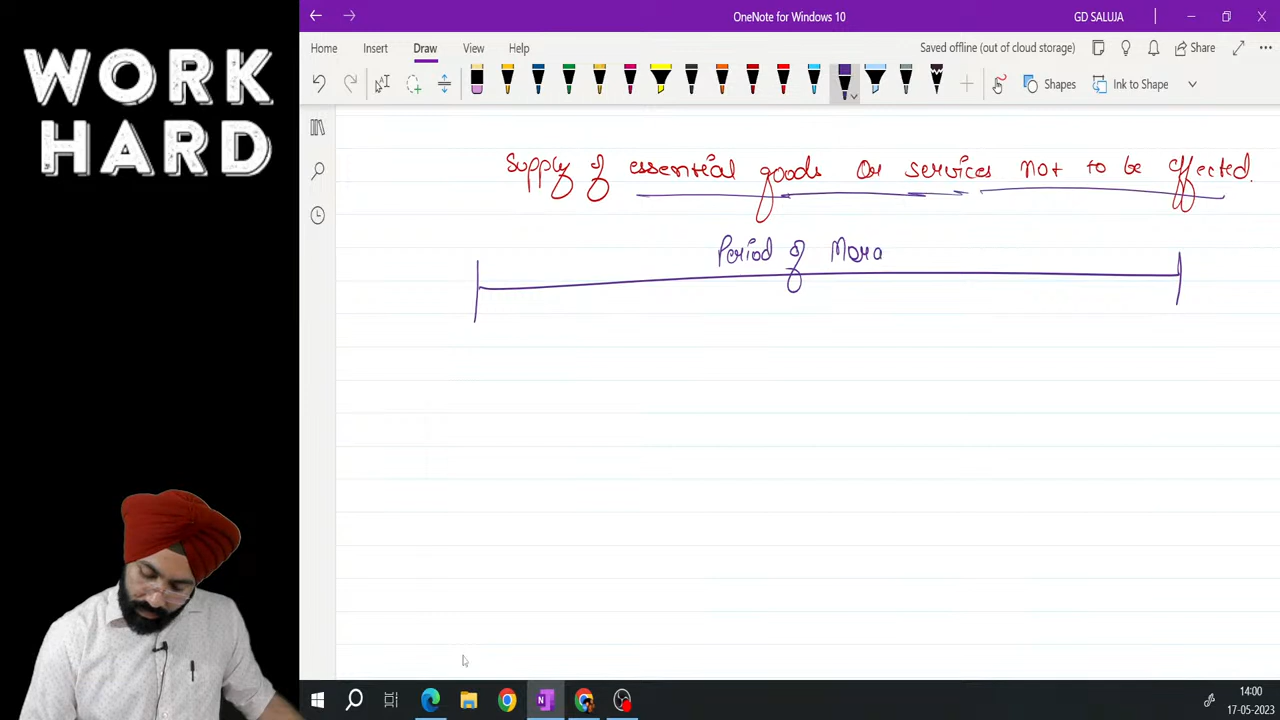 WORK
HARD
OneNote for Windows 10
GD SALUJA
Home Insert Draw View Help
Saved offline (out of cloud storage)
Share
Shapes
Ink to Shape
Supply of essential goods Or services not to be effected.
Period of Mora
14:00
17-05-2023